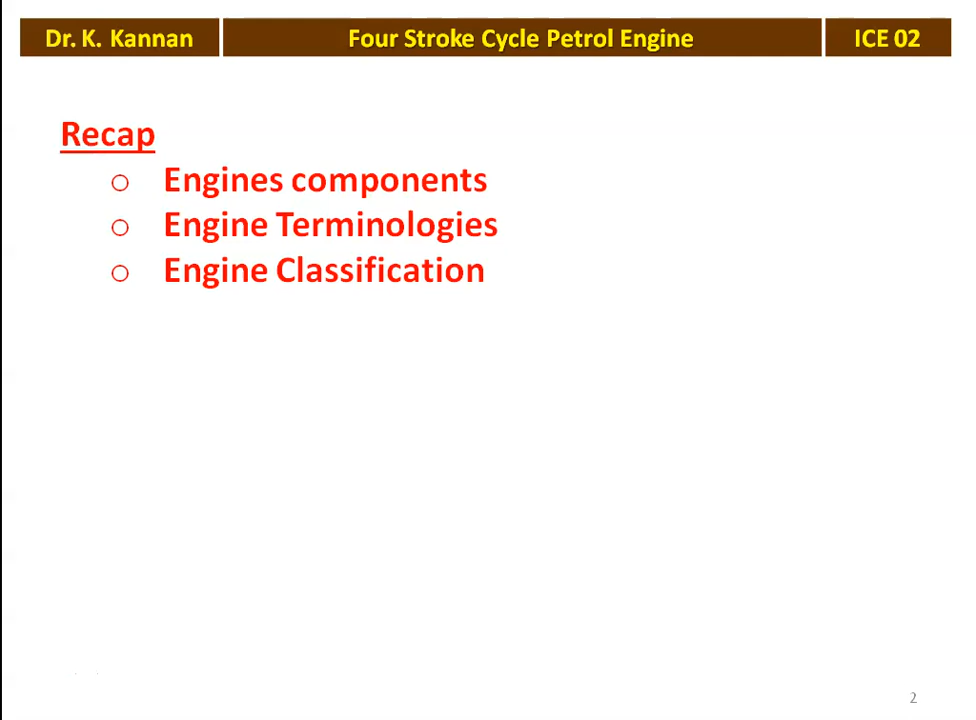 Dr. K. Kannan Four Stroke Cycle Petrol Engine ICE 02
Recap
o Engines components
o Engine Terminologies
o Engine Classification
2